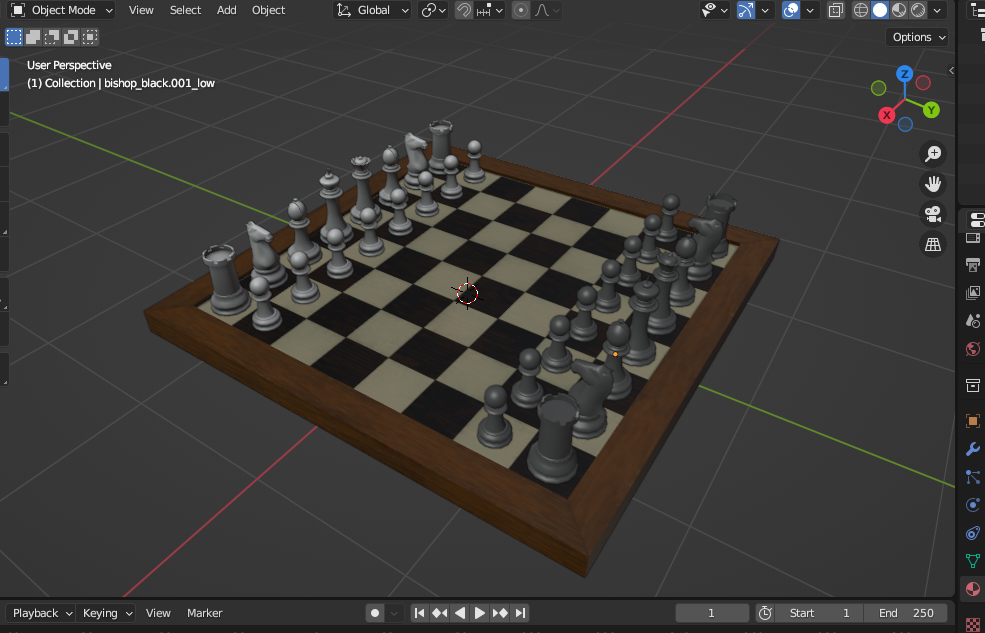 Object Mode View Select Add Object Global
Options
User Perspective
(1) Collection | bishop_black.001_low
Z
Y
X
Playback Keying View Marker 1 Start 1 End 250